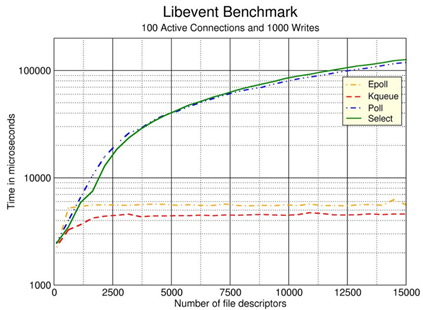 Libevent Benchmark
100 Active Connections and 1000 Writes
Time in microseconds
100000
10000
1000
Epoll
Kqueue
Poll
Select
0 2500 5000 7500 10000 12500 15000
Number of file descriptors